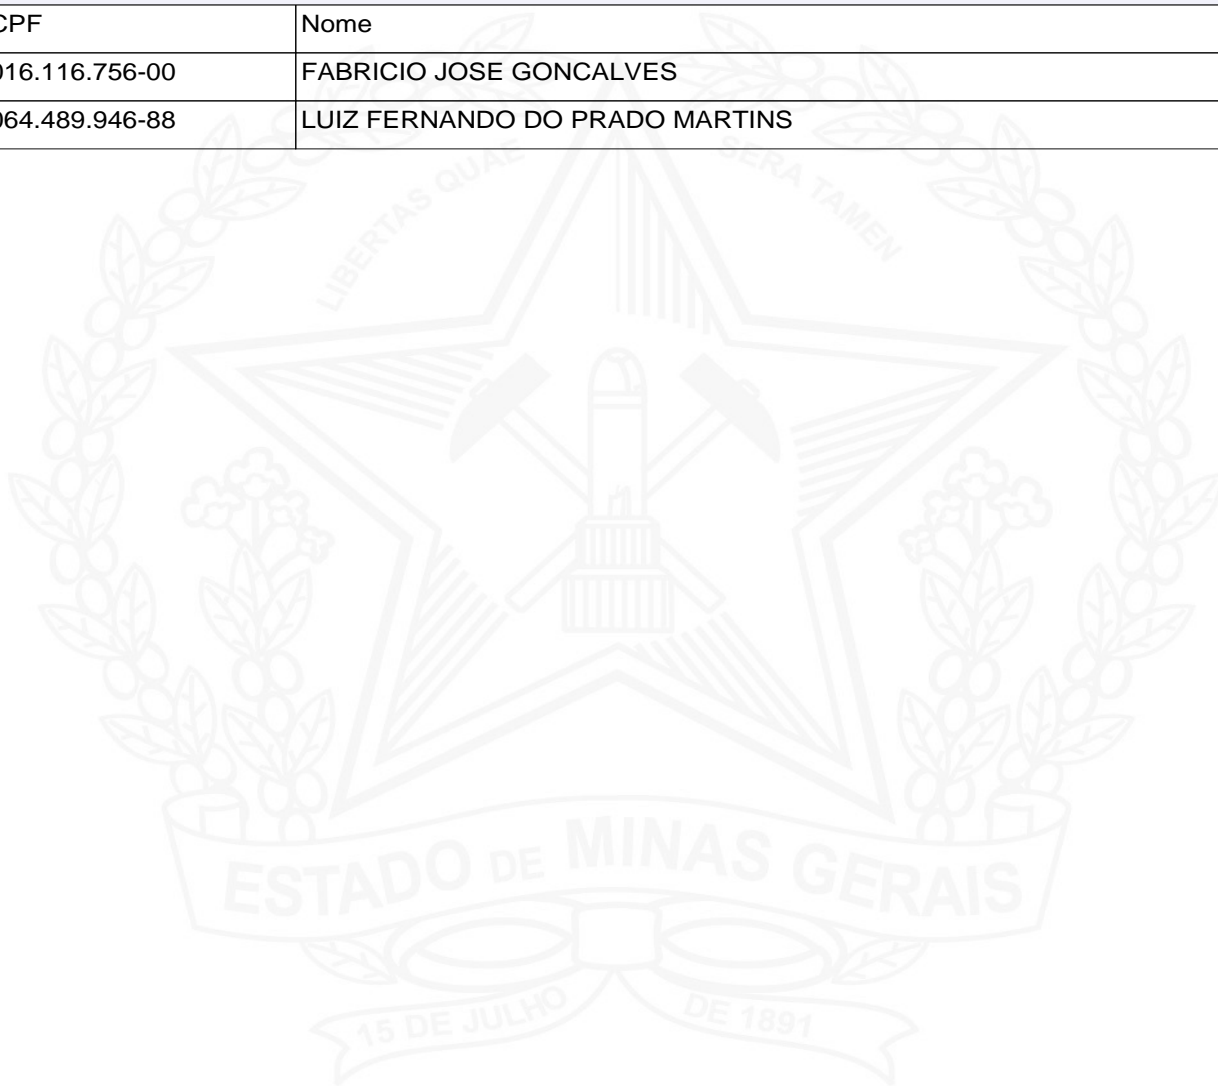 CPF Nome
016.116.756-00 FABRICIO JOSE GONCALVES
064.489.946-88 LUIZ FERNANDO DO PRADO MARTINS
LIBERTAS QUAE SERA TAMEN
ESTADO DE MINAS GERAIS
15 DE JULHO DE 1891